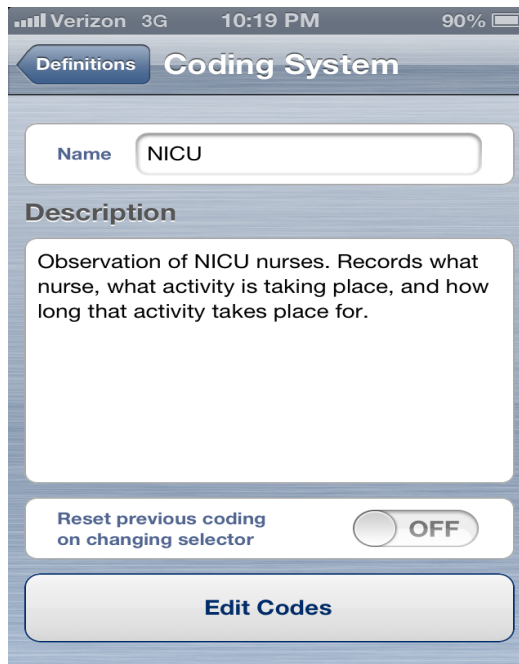 Verizon 3G 10:19 PM 90%
Definitions Coding System
Name NICU
Description
Observation of NICU nurses. Records what
nurse, what activity is taking place, and how
long that activity takes place for.
Reset previous coding
on changing selector
OFF
Edit Codes